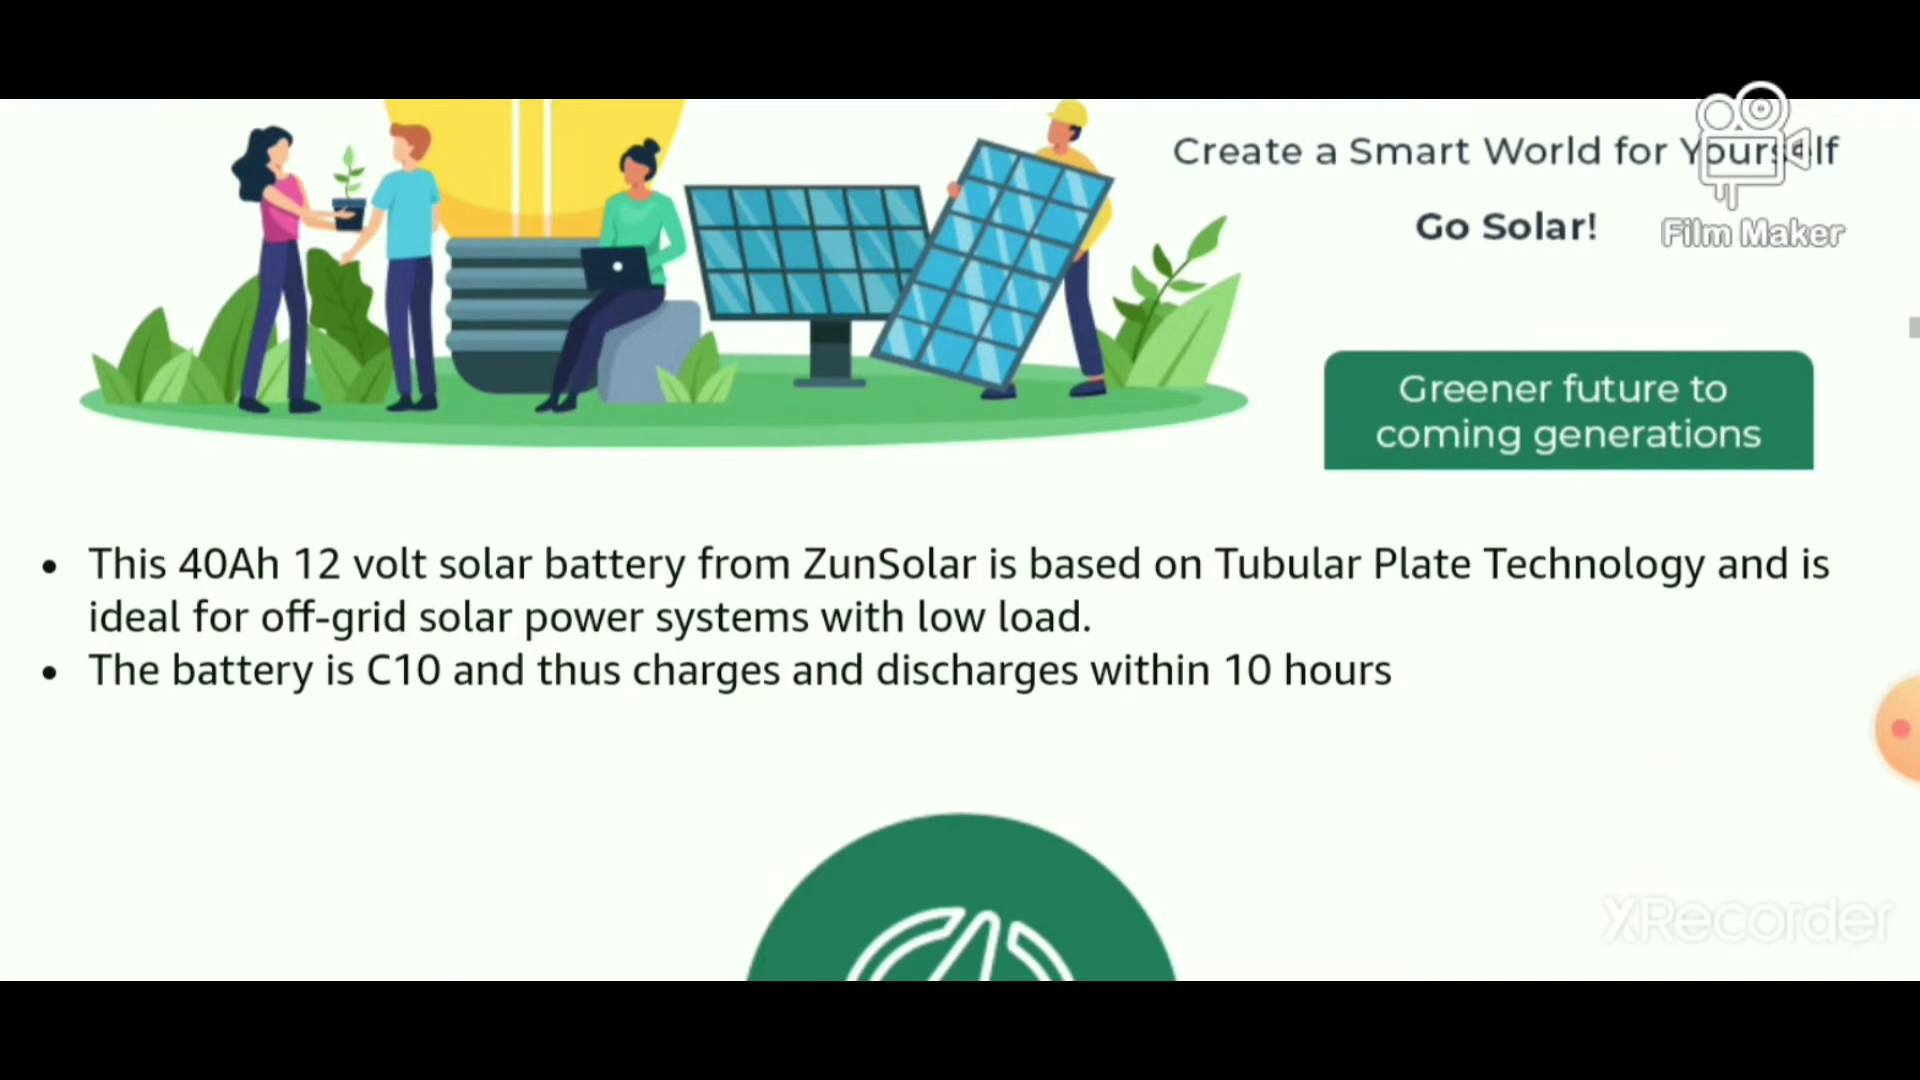 Create a Smart World for Yourself
Go Solar!
Film Maker
Greener future to
coming generations
• This 40Ah 12 volt solar battery from ZunSolar is based on Tubular Plate Technology and is
ideal for off-grid solar power systems with low load.
• The battery is C10 and thus charges and discharges within 10 hours
XRecorder